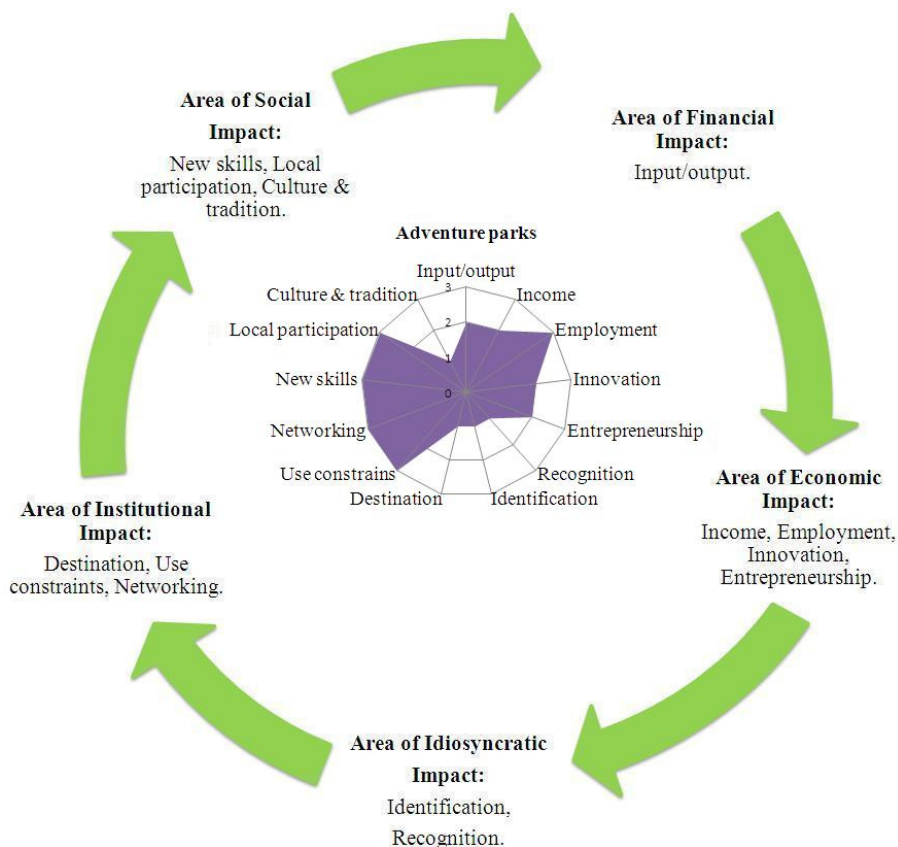 Area of Social
Impact:
New skills, Local
participation, Culture &
tradition.
Area of Financial
Impact:
Input/output.
Adventure parks
Input/output
Income
Employment
Innovation
Entrepreneurship
Recognition
Identification
Destination
Use constrains
Networking
New skills
Local participation
Culture & tradition
3
2
1
0
Area of Economic
Impact:
Income, Employment,
Innovation,
Entrepreneurship.
Area of Idiosyncratic
Impact:
Identification,
Recognition.
Area of Institutional
Impact:
Destination, Use
constraints, Networking.